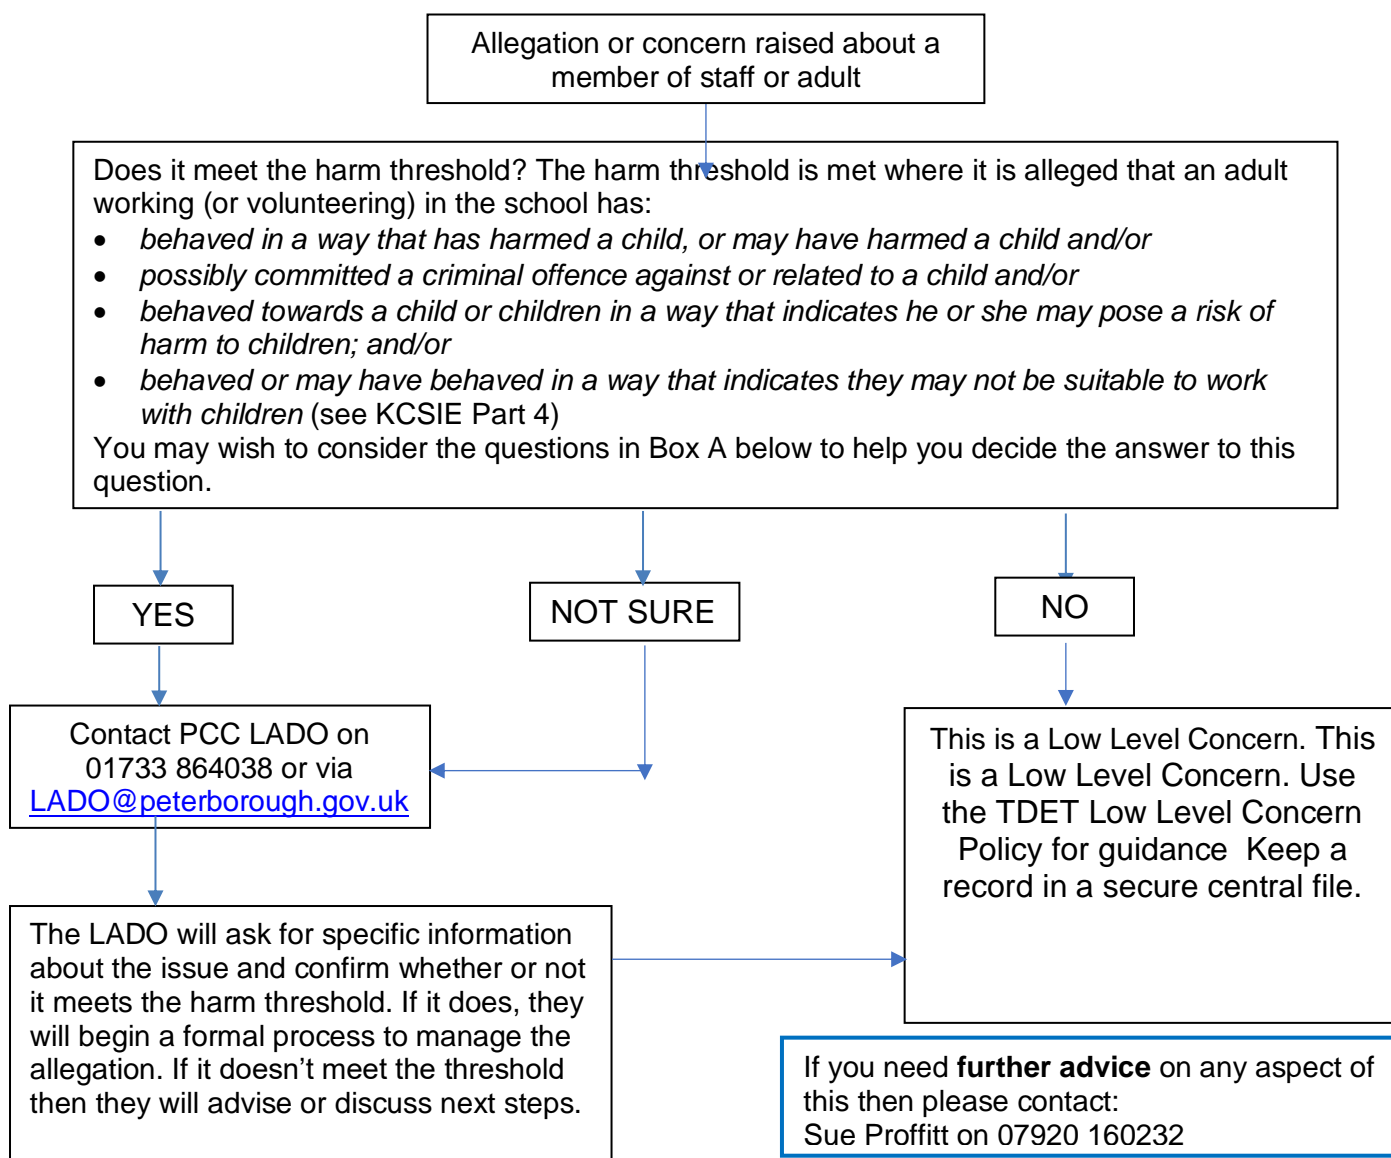 Allegation or concern raised about a
member of staff or adult
Does it meet the harm threshold? The harm threshold is met where it is alleged that an adult
working (or volunteering) in the school has:
• behaved in a way that has harmed a child, or may have harmed a child and/or
• possibly committed a criminal offence against or related to a child and/or
• behaved towards a child or children in a way that indicates he or she may pose a risk of
harm to children; and/or
• behaved or may have behaved in a way that indicates they may not be suitable to work
with children (see KCSIE Part 4)
You may wish to consider the questions in Box A below to help you decide the answer to this
question.
YES
NOT SURE
NO
Contact PCC LADO on
01733 864038 or via
LADO@peterborough.gov.uk
This is a Low Level Concern. This
is a Low Level Concern. Use
the TDET Low Level Concern
Policy for guidance  Keep a
record in a secure central file.
The LADO will ask for specific information
about the issue and confirm whether or not
it meets the harm threshold. If it does, they
will begin a formal process to manage the
allegation. If it doesn’t meet the threshold
then they will advise or discuss next steps.
If you need further advice on any aspect of
this then please contact:
Sue Proffitt on 07920 160232